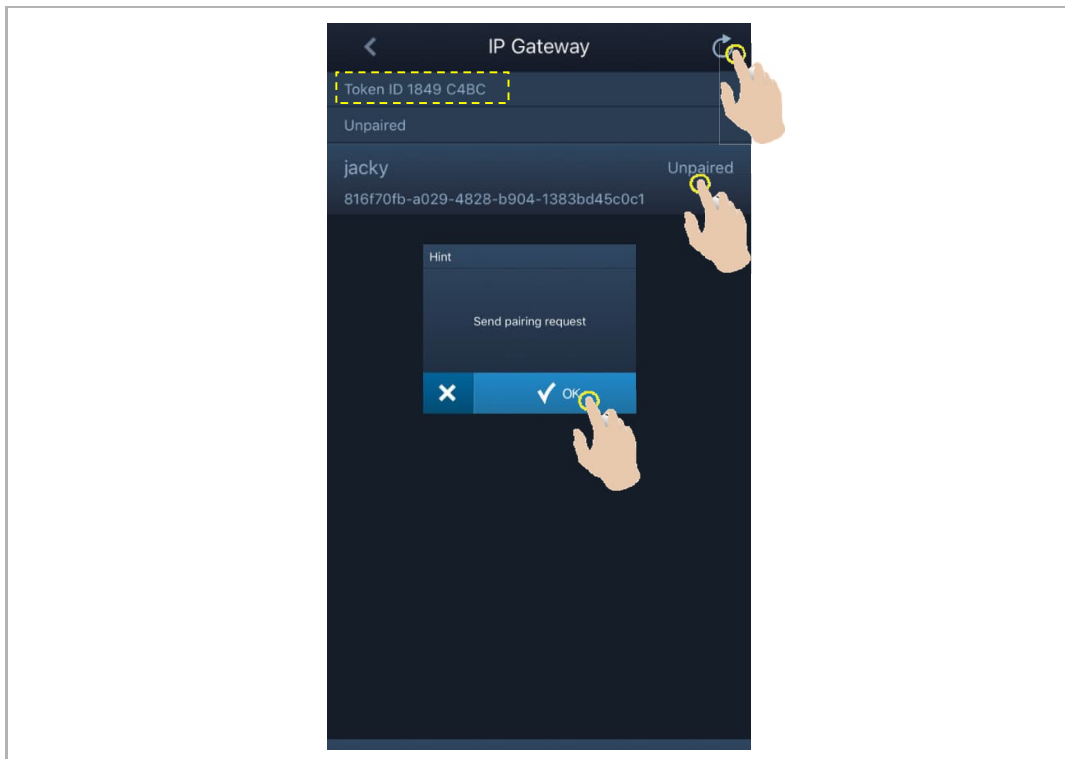 IP Gateway
Token ID 1849 C4BC
Unpaired
jacky Unpaired
816f70fb-a029-4828-b904-1383bd45c0c1
Hint
Send pairing request
OK